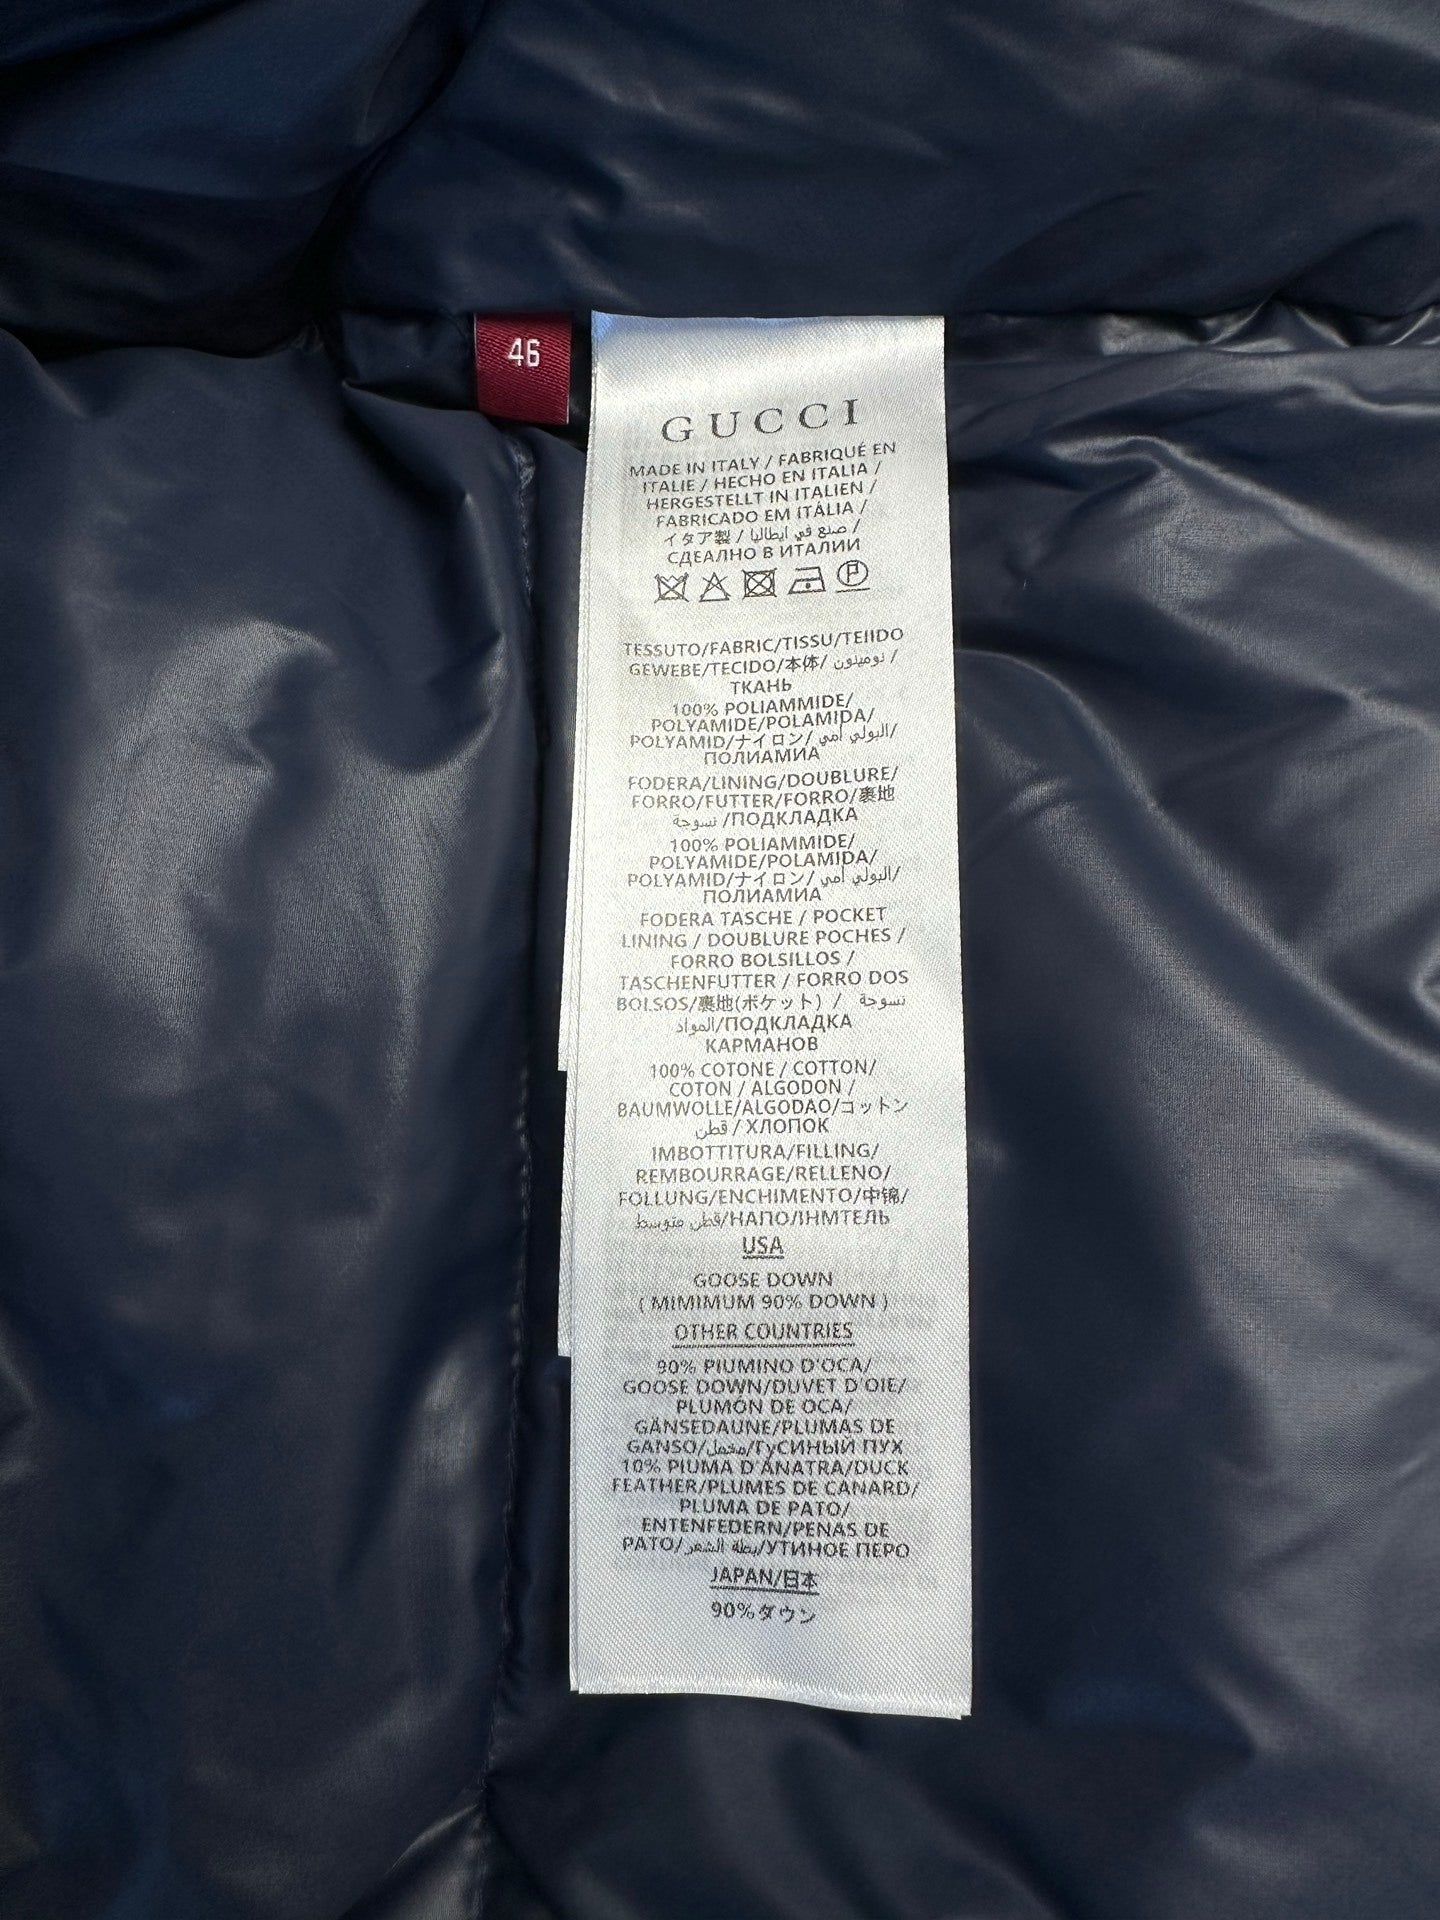 46
GUCCI
MADE IN ITALY / FABRIQUÉ EN
ITALIE / HECHO EN ITALIA /
HERGESTELLT IN ITALIEN /
FABRICADO EM ITÁLIA /
イタア製 / صنع في ايطاليا /
СДЕАЛНО В ИТАЛИИ
P
TESSUTO/FABRIC/TISSU/TEIIDO
GEWEBE/TECIDO/本体/ نومينون /
ТКАНЬ
100% POLIAMMIDE/
POLYAMIDE/POLAMIDA/
POLYAMID/ナイロン/ البولي أمي/
ПОЛИАМИА
FODERA/LINING/DOUBLURE/
FORRO/FUTTER/FORRO/裏地
نسوجة /ПОДКЛАДКА
100% POLIAMMIDE/
POLYAMIDE/POLAMIDA/
POLYAMID/ナイロン/ البولي أمي/
ПОЛИАМИА
FODERA TASCHE / POCKET
LINING / DOUBLURE POCHES /
FORRO BOLSILLOS /
TASCHENFUTTER / FORRO DOS
BOLSOS/裏地(ポケット) / نسوجة
المواد/ПОДКЛАДКА
КАРМАНОВ
100% COTONE / COTTON/
COTON / ALGODON /
BAUMWOLLE/ALGODAO/コットン
قطن / ХЛОПОК
IMBOTTITURA/FILLING/
REMBOURRAGE/RELLENO/
FOLLUNG/ENCHIMENTO/中锦/
قطن متوسط/НАПО/ІНМТЕЛЬ
USA
GOOSE DOWN
( MIMIMUM 90% DOWN )
OTHER COUNTRIES
90% PIUMINO D'OCA/
GOOSE DOWN/DUVET D'OIE/
PLUMÓN DE OCA/
GÄNSEDAUNE/PLUMAS DE
GANSO/مخمل/ГуСИНЫЙ ПУХ
10% PIUMA D'ANATRA/DUCK
FEATHER/PLUMES DE CANARD/
PLUMA DE PATO/
ENTENFEDERN/PENAS DE
PATO/بطة الشعر/УТИНОЕ ПЕРО
JAPAN/日本
90%ダウン